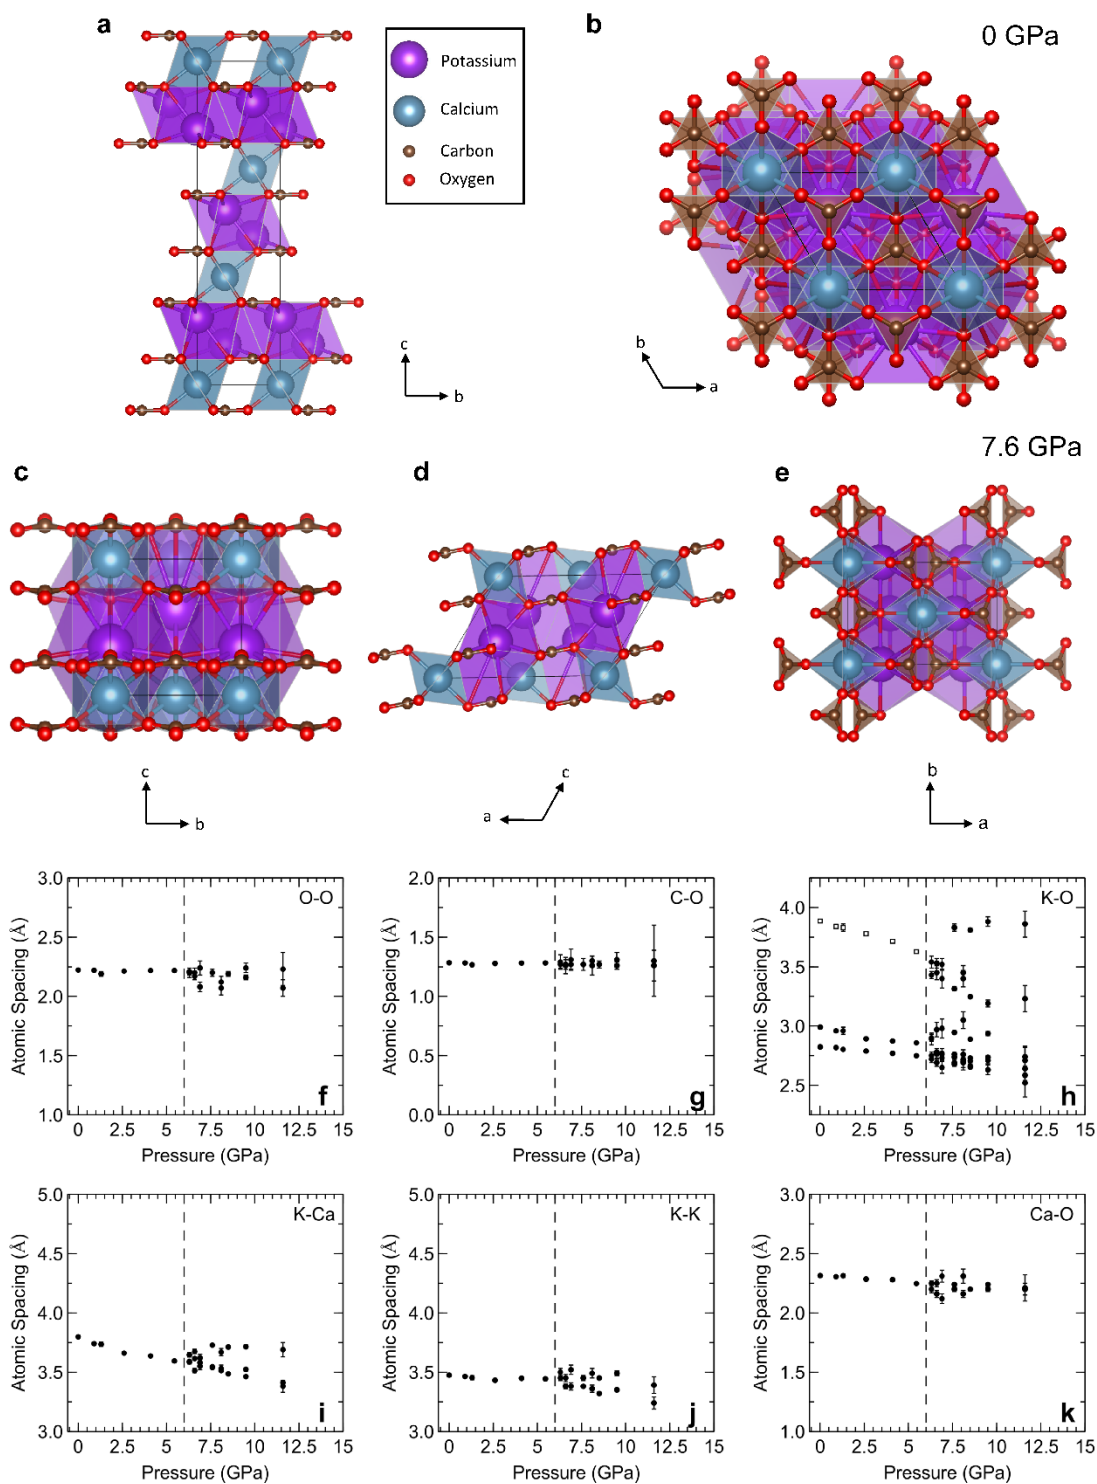 a
Potassium
Calcium
Carbon
Oxygen
b
0 GPa
c
b
b
a
7.6 GPa
c
d
e
c
b
c
a
b
a
3.0
2.5
2.0
1.5
1.0
O-O
f
0 2.5 5 7.5 10 12.5 15
Pressure (GPa)
Atomic Spacing (Å)
2.0
1.5
1.0
0.5
0.0
C-O
g
0 2.5 5 7.5 10 12.5 15
Pressure (GPa)
Atomic Spacing (Å)
4.0
3.5
3.0
2.5
K-O
h
0 2.5 5 7.5 10 12.5 15
Pressure (GPa)
Atomic Spacing (Å)
5.0
4.5
4.0
3.5
3.0
K-Ca
i
0 2.5 5 7.5 10 12.5 15
Pressure (GPa)
Atomic Spacing (Å)
5.0
4.5
4.0
3.5
3.0
K-K
j
0 2.5 5 7.5 10 12.5 15
Pressure (GPa)
Atomic Spacing (Å)
3.0
2.5
2.0
1.5
1.0
Ca-O
k
0 2.5 5 7.5 10 12.5 15
Pressure (GPa)
Atomic Spacing (Å)